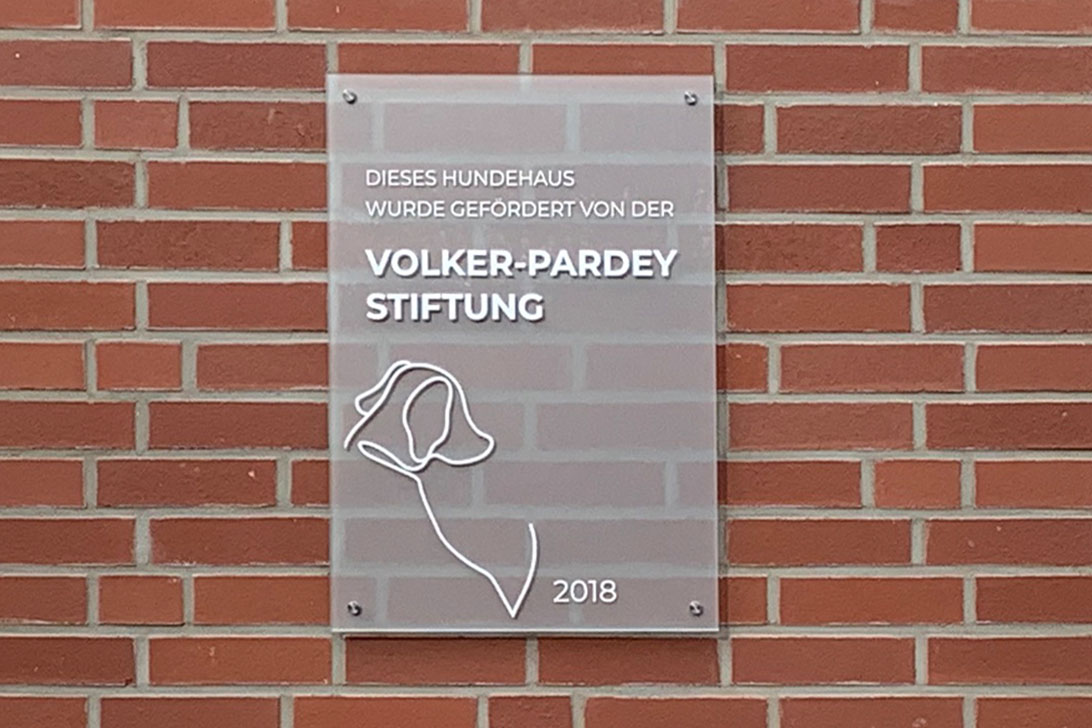 DIESES HUNDEHAUS
WURDE GEFÖRDERT VON DER
VOLKER-PARDEY
STIFTUNG
2018